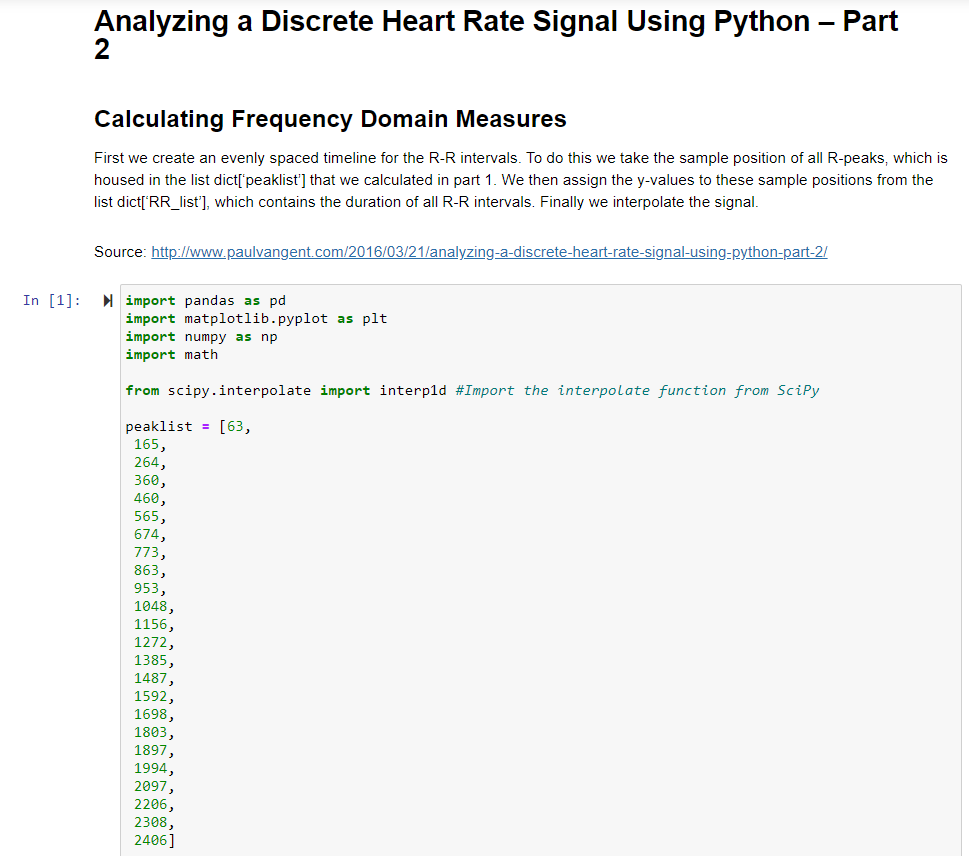 Analyzing a Discrete Heart Rate Signal Using Python – Part
2
Calculating Frequency Domain Measures
First we create an evenly spaced timeline for the R-R intervals. To do this we take the sample position of all R-peaks, which is
housed in the list dict[‘peaklist’] that we calculated in part 1. We then assign the y-values to these sample positions from the
list dict[‘RR_list’], which contains the duration of all R-R intervals. Finally we interpolate the signal.
Source: http://www.paulvangent.com/2016/03/21/analyzing-a-discrete-heart-rate-signal-using-python-part-2/
In [1]: import pandas as pd
import matplotlib.pyplot as plt
import numpy as np
import math
from scipy.interpolate import interp1d #Import the interpolate function from SciPy
peaklist = [63,
165,
264,
360,
460,
565,
674,
773,
863,
953,
1048,
1156,
1272,
1385,
1487,
1592,
1698,
1803,
1897,
1994,
2097,
2206,
2308,
2406]